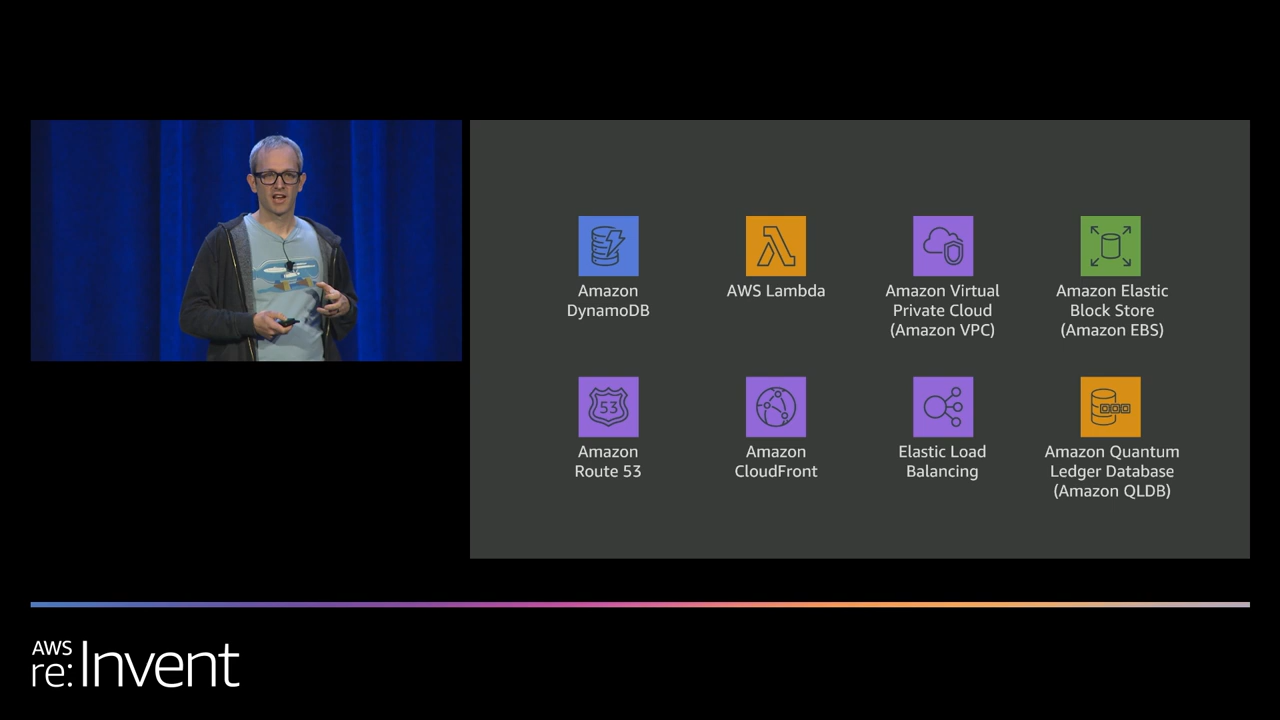 Amazon
DynamoDB
AWS Lambda
Amazon Virtual
Private Cloud
(Amazon VPC)
Amazon Elastic
Block Store
(Amazon EBS)
53
Amazon
Route 53
Amazon
CloudFront
Elastic Load
Balancing
Amazon Quantum
Ledger Database
(Amazon QLDB)
AWS
re:Invent